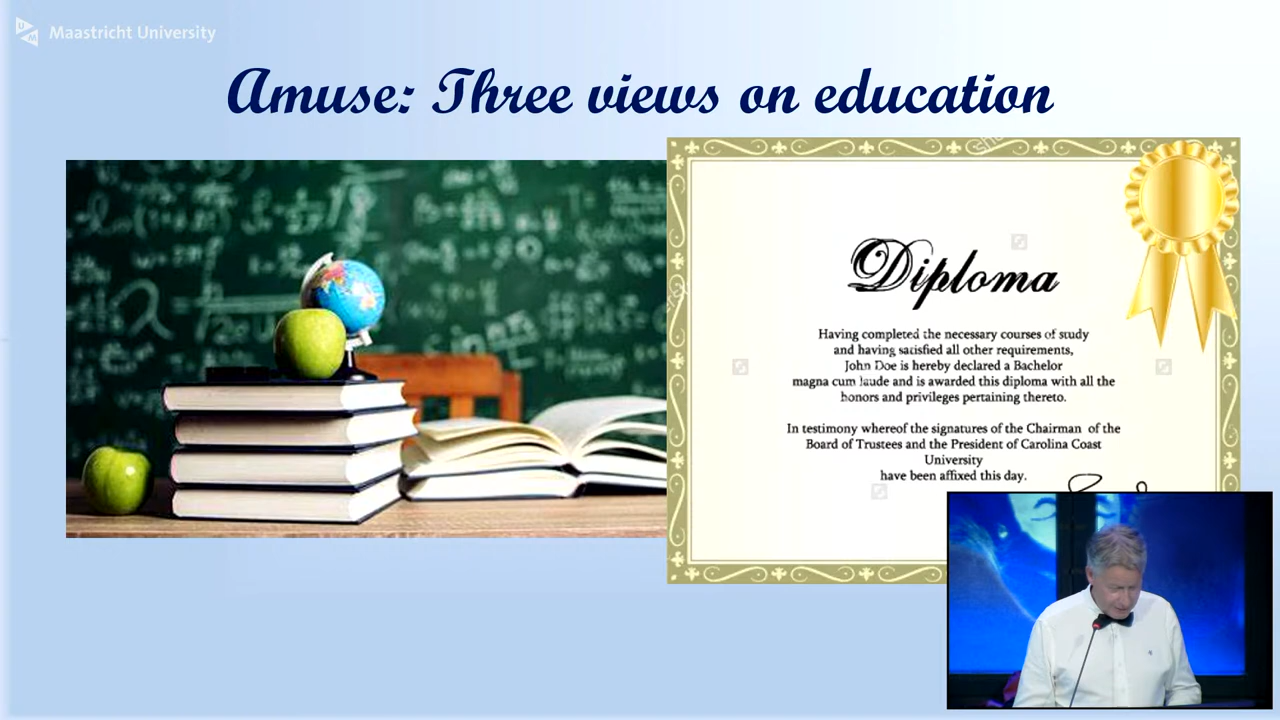 Maastricht University
Amuse: Three views on education
Diploma
Having completed the necessary courses of study
and having satisfied all other requirements,
John Doe is hereby declared a Bachelor
magna cum laude and is awarded this diploma with all the
honors and privileges pertaining thereto.
In testimony whereof the signatures of the Chairman of the
Board of Trustees and the President of Carolina Coast
University
have been affixed this day.